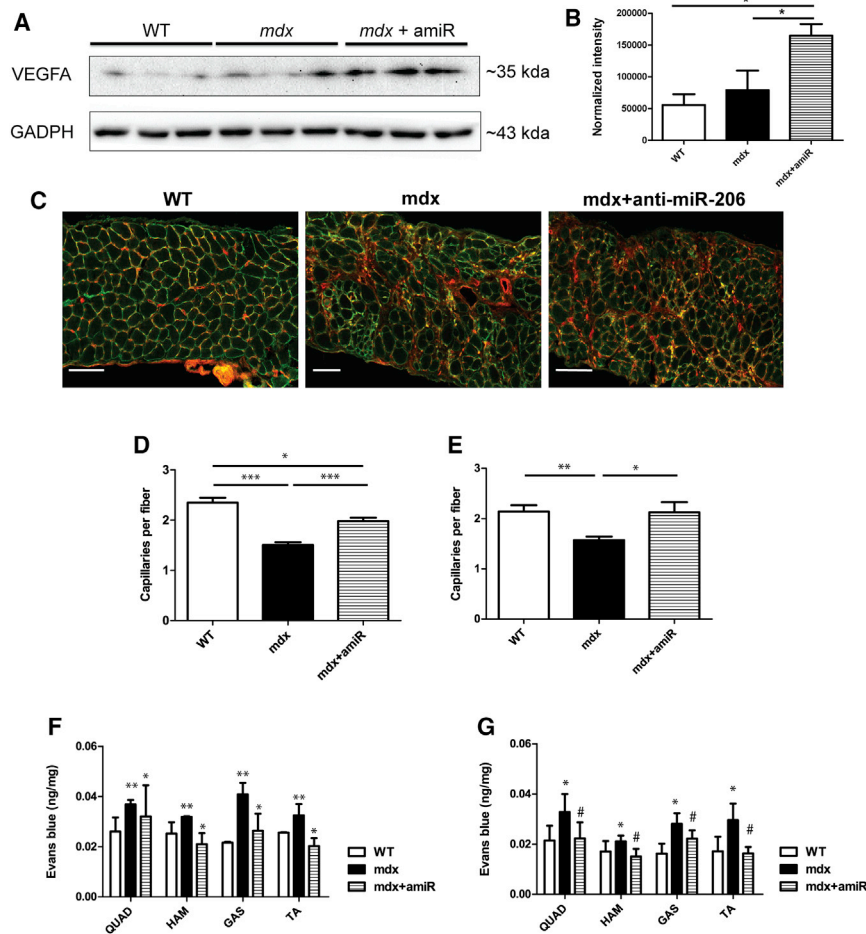 A
WT
mdx
mdx + amiR
VEGFA
~35 kda
GADPH
~43 kda
B
*
*
Normalized intensity
200000
150000
100000
50000
0
WT
mdx
mdx+amiR
C
WT
mdx
mdx+anti-miR-206
D
*
***
***
Capillaries per fiber
3
2
1
0
WT
mdx
mdx+amiR
E
**
*
Capillaries per fiber
3
2
1
0
WT
mdx
mdx+amiR
F
Evans blue (ng/mg)
0.06
0.04
0.02
0.00
** *
** *
** *
** *
QUAD
HAM
GAS
TA
WT
mdx
mdx+amiR
G
Evans blue (ng/mg)
0.06
0.04
0.02
0.00
* #
* #
* #
* #
QUAD
HAM
GAS
TA
WT
mdx
mdx+amiR